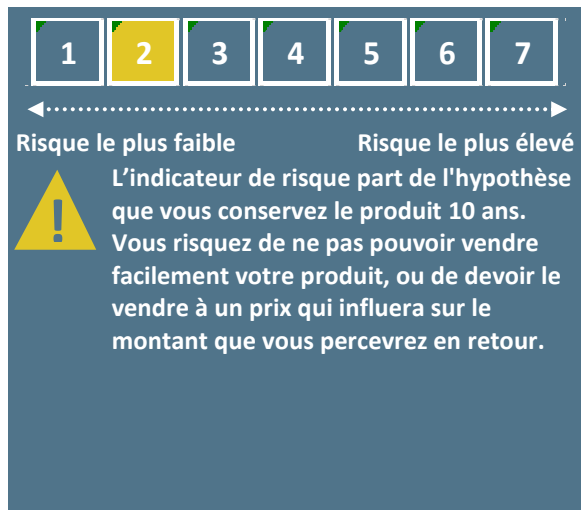 1 2 3 4 5 6 7
Risque le plus faible Risque le plus élevé
!
L’indicateur de risque part de l'hypothèse
que vous conservez le produit 10 ans.
Vous risquez de ne pas pouvoir vendre
facilement votre produit, ou de devoir le
vendre à un prix qui influera sur le
montant que vous percevrez en retour.